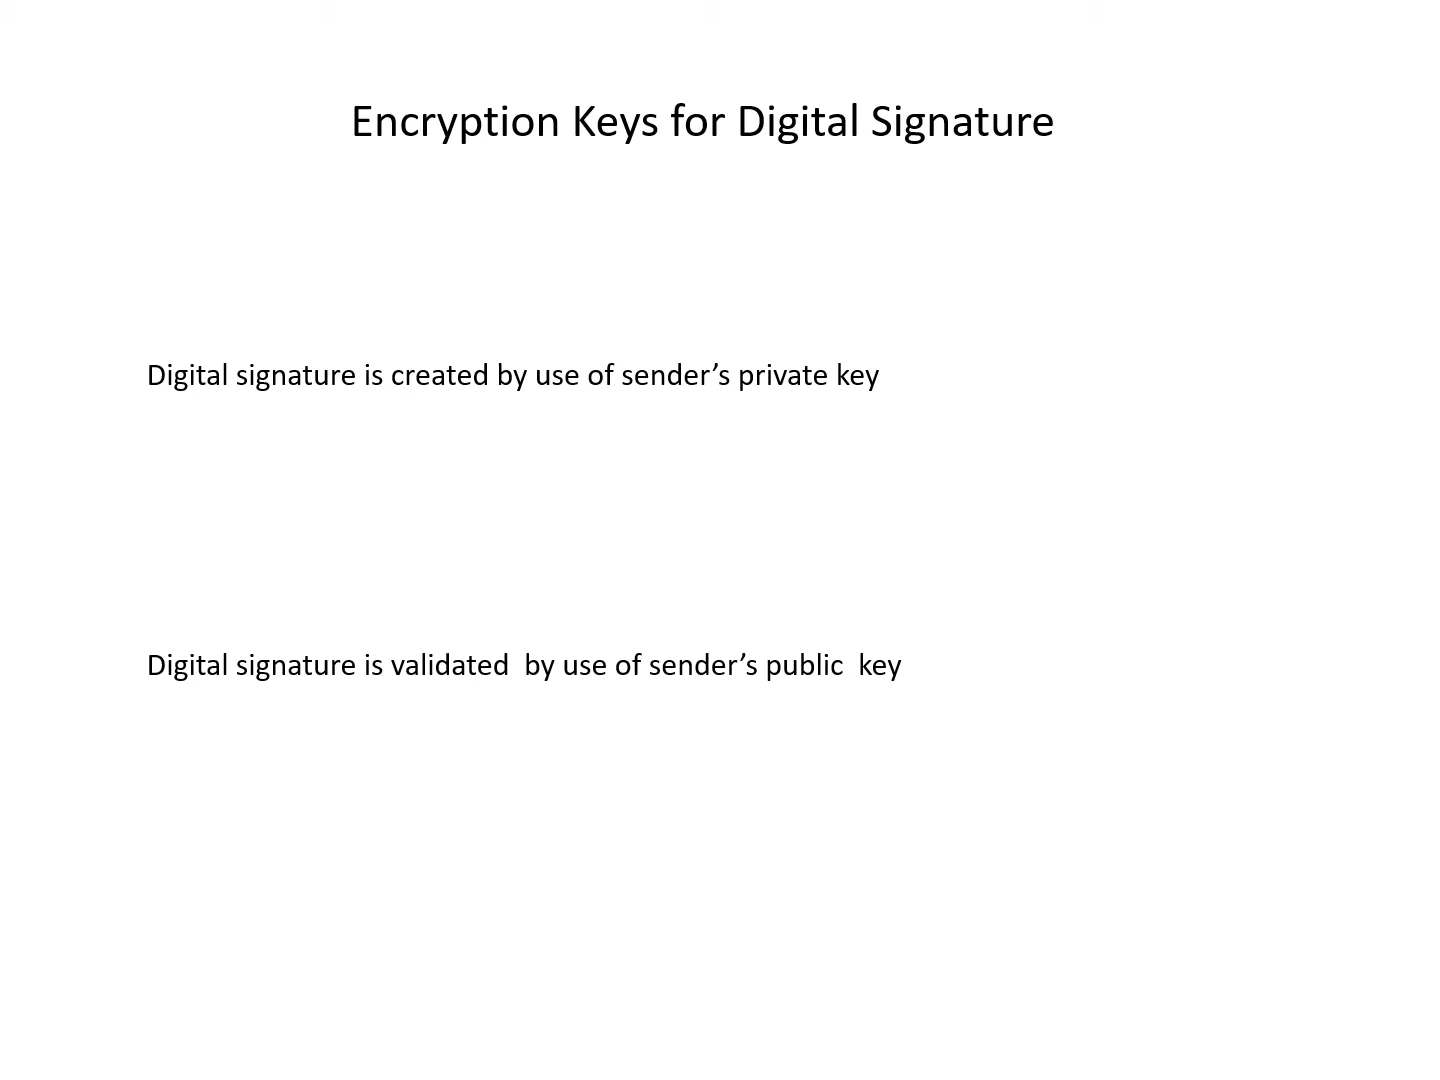 Encryption Keys for Digital Signature
Digital signature is created by use of sender’s private key
Digital signature is validated  by use of sender’s public  key